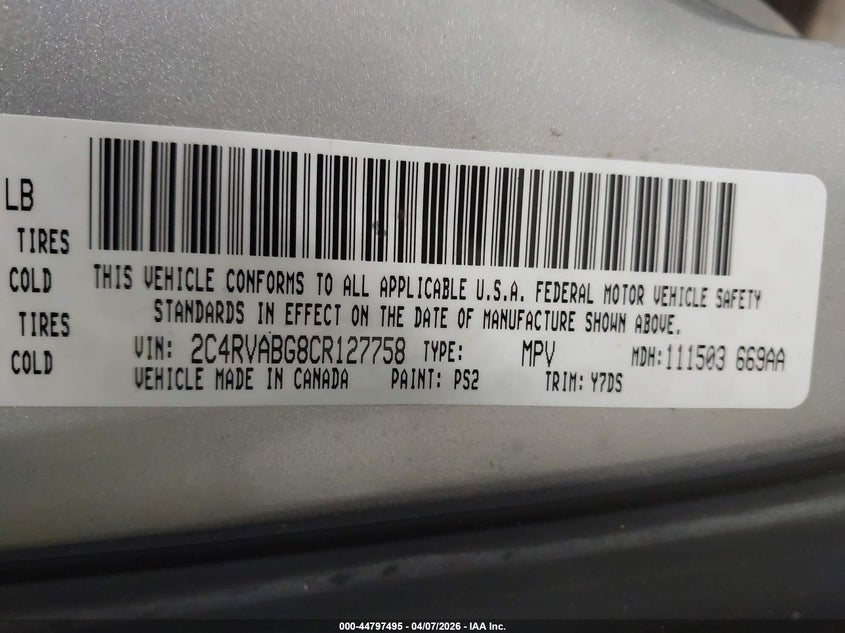 LB
TIRES
COLD
TIRES
COLD
THIS VEHICLE CONFORMS TO ALL APPLICABLE U.S.A. FEDERAL MOTOR VEHICLE SAFETY
STANDARDS IN EFFECT ON THE DATE OF MANUFACTURE SHOWN ABOVE.
VIN: 2C4RVABG8CR127758 TYPE: MPV MDH:111503 669AA
VEHICLE MADE IN CANADA PAINT: PS2 TRIM: Y7DS
000-44797495 - 04/07/2026 - IAA Inc.